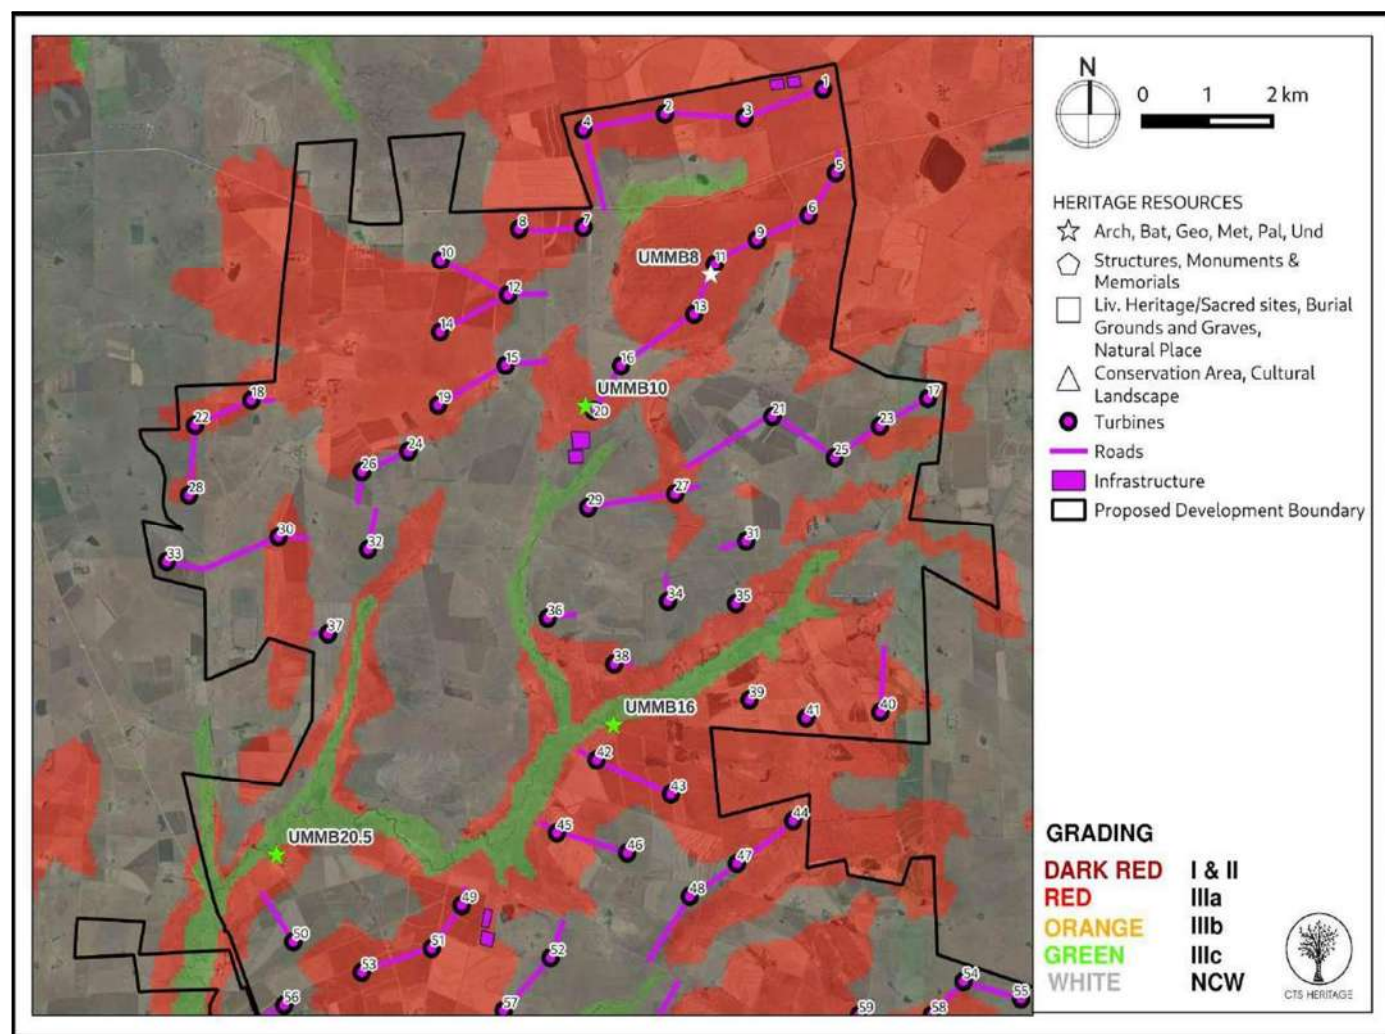 1
2
3
4
5
6
7
8
9
10
UMMB8
11
12
13
14
15
16
UMMB10
17
18
19
20
21
22
23
24
25
26
27
28
29
30
31
32
33
34
35
36
37
38
39
UMMB16
40
41
42
43
44
45
46
UMMB20.5
47
48
49
50
51
52
53
54
55
56
57
58
59
N
0 1 2 km
HERITAGE RESOURCES
Arch, Bat, Geo, Met, Pal, Und
Structures, Monuments &
Memorials
Liv. Heritage/Sacred sites, Burial
Grounds and Graves,
Natural Place
Conservation Area, Cultural
Landscape
Turbines
Roads
Infrastructure
Proposed Development Boundary
GRADING
DARK RED I & II
RED IIIa
ORANGE IIIb
GREEN IIIc
WHITE NCW
CTS HERITAGE